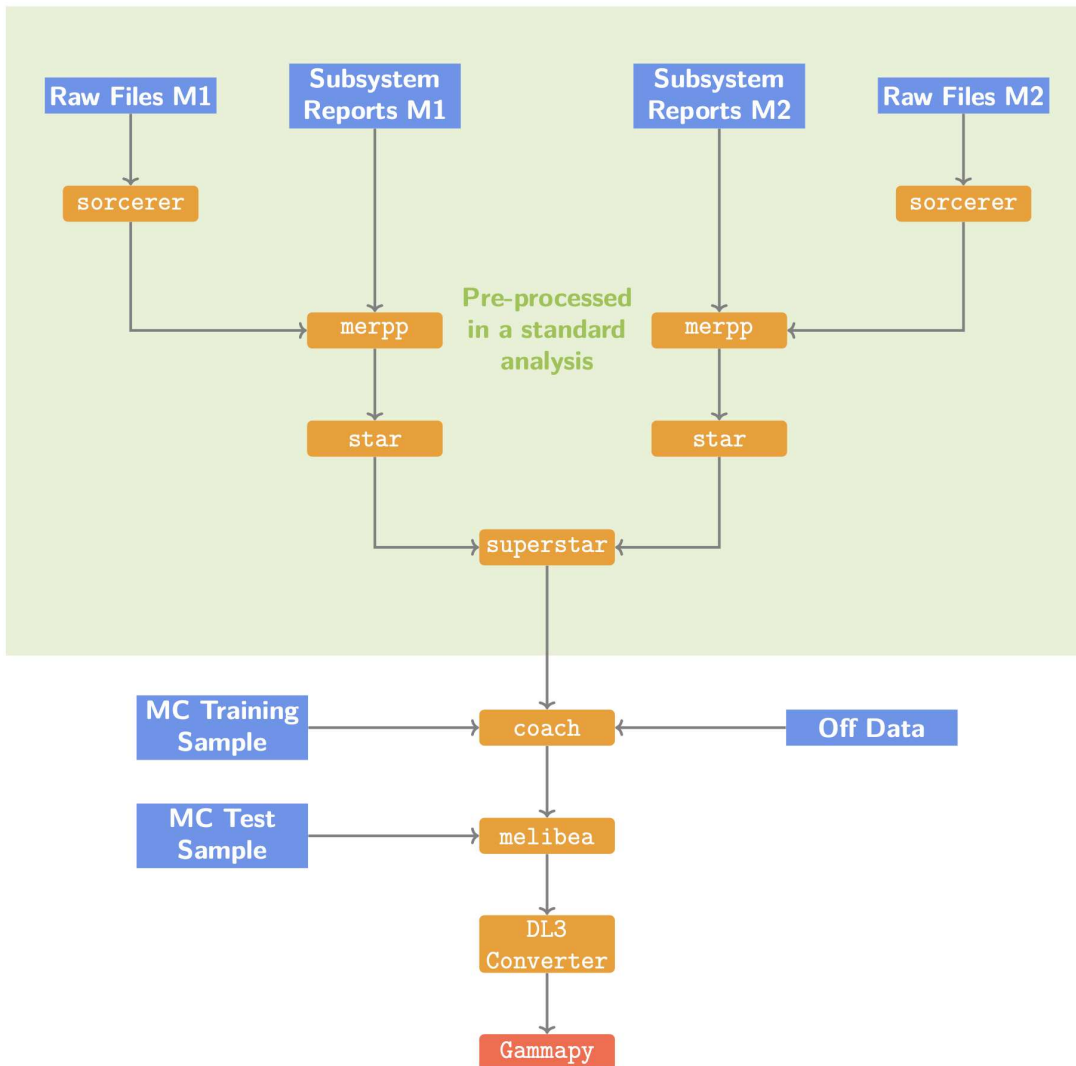 Raw Files M1
Subsystem
Reports M1
Subsystem
Reports M2
Raw Files M2
sorcerer
sorcerer
Pre-processed
in a standard
analysis
merpp
merpp
star
star
superstar
MC Training
Sample
coach
Off Data
MC Test
Sample
melibea
DL3
Converter
Gammapy